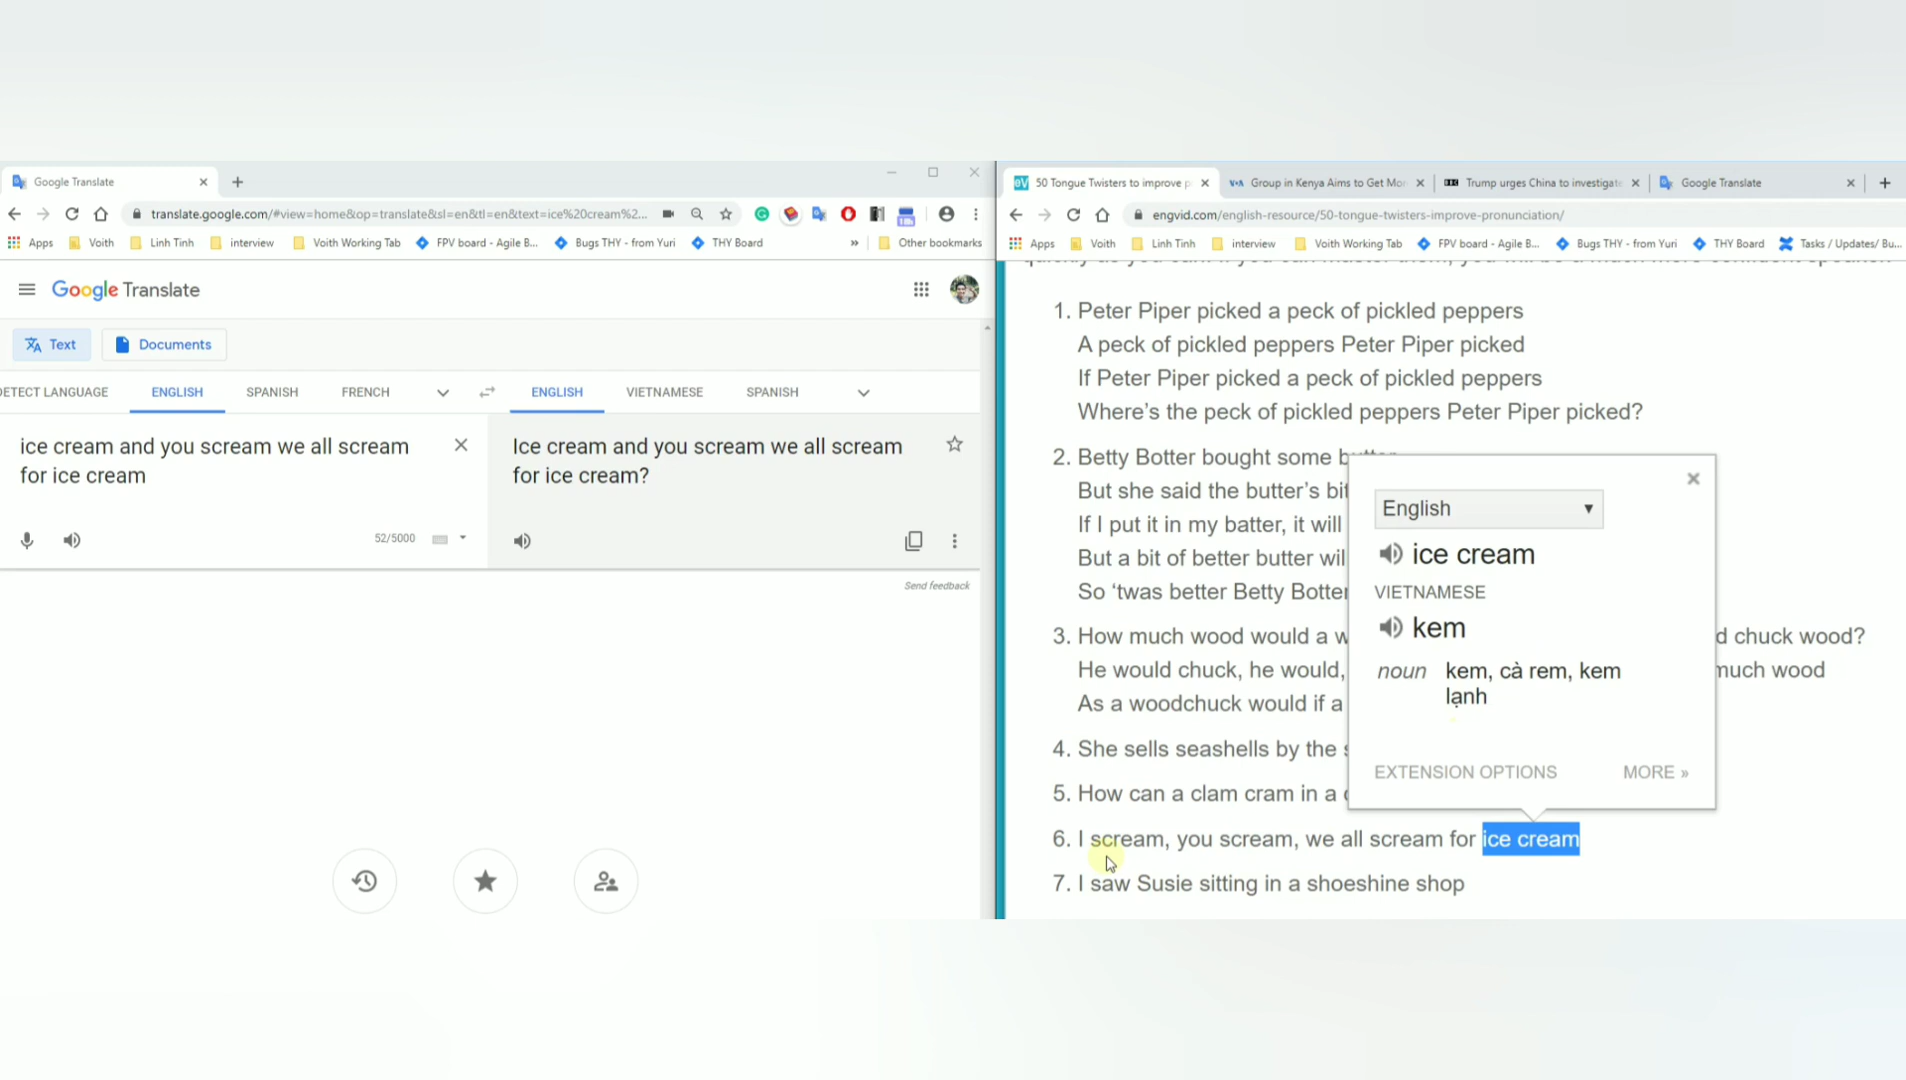 Google Translate
translate.google.com/#view=home&op=translate&sl=en&tl=en&text=ice%20cream%2...
Apps Voith Linh Tinh interview Voith Working Tab FPV board - Agile B... Bugs THY - from Yuri THY Board » Other bookmarks
Google Translate
Text Documents
DETECT LANGUAGE ENGLISH SPANISH FRENCH ENGLISH VIETNAMESE SPANISH
ice cream and you scream we all scream
for ice cream
52/5000
Ice cream and you scream we all scream
for ice cream?
Send feedback
50 Tongue Twisters to improve p Group in Kenya Aims to Get Mor Trump urges China to investigate Google Translate
engvid.com/english-resource/50-tongue-twisters-improve-pronunciation/
Apps Voith Linh Tinh interview Voith Working Tab FPV board - Agile B... Bugs THY - from Yuri THY Board Tasks / Updates/ Bu...
1. Peter Piper picked a peck of pickled peppers
A peck of pickled peppers Peter Piper picked
If Peter Piper picked a peck of pickled peppers
Where's the peck of pickled peppers Peter Piper picked?
2. Betty Botter bought some butter
But she said the butter's bit
If I put it in my batter, it will
But a bit of better butter wil
So 'twas better Betty Botter
3. How much wood would a w d chuck wood?
He would chuck, he would, much wood
As a woodchuck would if a
4. She sells seashells by the s
5. How can a clam cram in a c
6. I scream, you scream, we all scream for ice cream
7. I saw Susie sitting in a shoeshine shop
English
ice cream
VIETNAMESE
kem
noun kem, cà rem, kem
lạnh
EXTENSION OPTIONS MORE »